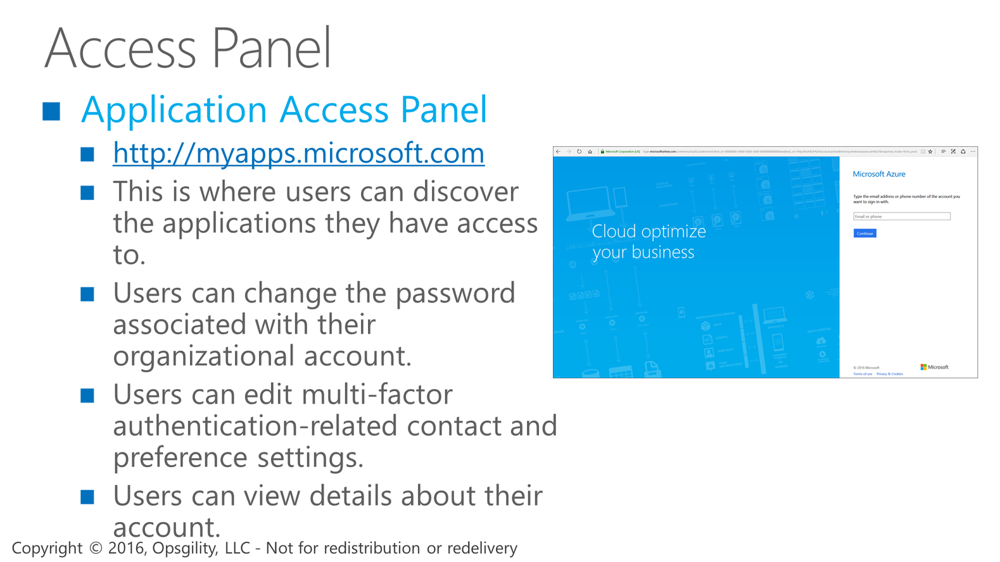 Access Panel
Application Access Panel
http://myapps.microsoft.com
This is where users can discover
the applications they have access
to.
Users can change the password
associated with their
organizational account.
Users can edit multi-factor
authentication-related contact and
preference settings.
Users can view details about their
account.
Copyright © 2016, Opsgility, LLC - Not for redistribution or redelivery
Microsoft Corporation [US]
Cloud optimize
your business
Microsoft Azure
Type the email address or phone number of the account you
want to sign in with.
Email or phone
Continue
© 2016 Microsoft
Microsoft
Terms of use Privacy & Cookies